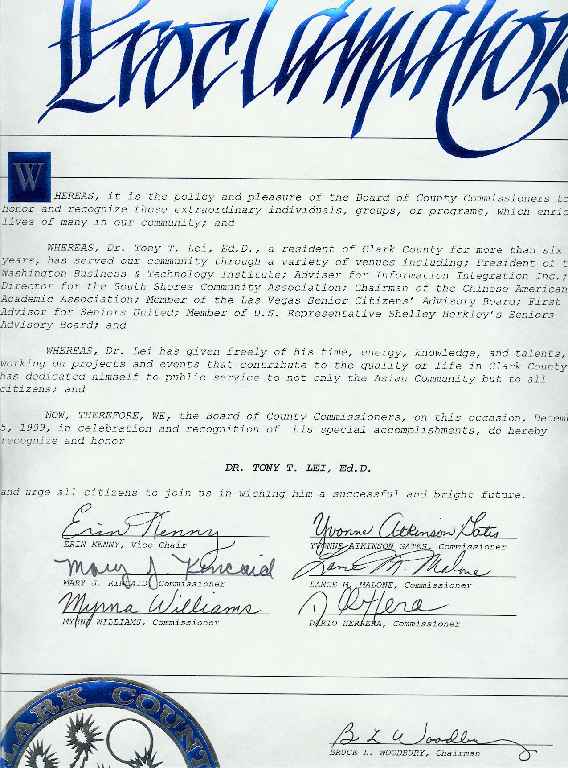 Proclamation
WHEREAS, it is the policy and pleasure of the Board of County Commissioners to
honor and recognize those extraordinary individuals, groups, or programs, which enric
lives of many in our community; and
WHEREAS, Dr. Tony T. Lei, Ed.D., a resident of Clark County for more than six
years, has served our community through a variety of venues including; President of t
Washington Business & Technology Institute; Adviser for Information Integration Inc.;
Director for the South Shores Community Association; Chairman of the Chinese American
Academic Association; Member of the Las Vegas Senior Citizens' Advisory Board; First
Advisor for Seniors United; Member of U.S. Representative Shelley Berkley's Seniors
Advisory Board; and
WHEREAS, Dr. Lei has given freely of his time, energy, knowledge, and talents,
working on projects and events that contribute to the quality of life in Clark County
has dedicated himself to public service to not only the Asian Community but to all
citizens; and
NOW, THEREFORE, WE, the Board of County Commissioners, on this occasion, Decem
5, 1999, in celebration and recognition of his special accomplishments, do hereby
recognize and honor
DR. TONY T. LEI, Ed.D.
and urge all citizens to join us in wishing him a successful and bright future.
Erin Kenny Yvonne Atkinson Gates
ERIN KENNY, Vice Chair YVONNE ATKINSON GATES, Commissioner
Mary J Kincaid Lance M Malone
MARY J. KINCAID, Commissioner LANCE M. MALONE, Commissioner
Myrna Williams D Herrera
MYRNA WILLIAMS, Commissioner DARIO HERRERA, Commissioner
CLARK COUNT
B L Woodbury
BRUCE L. WOODBURY, Chairman